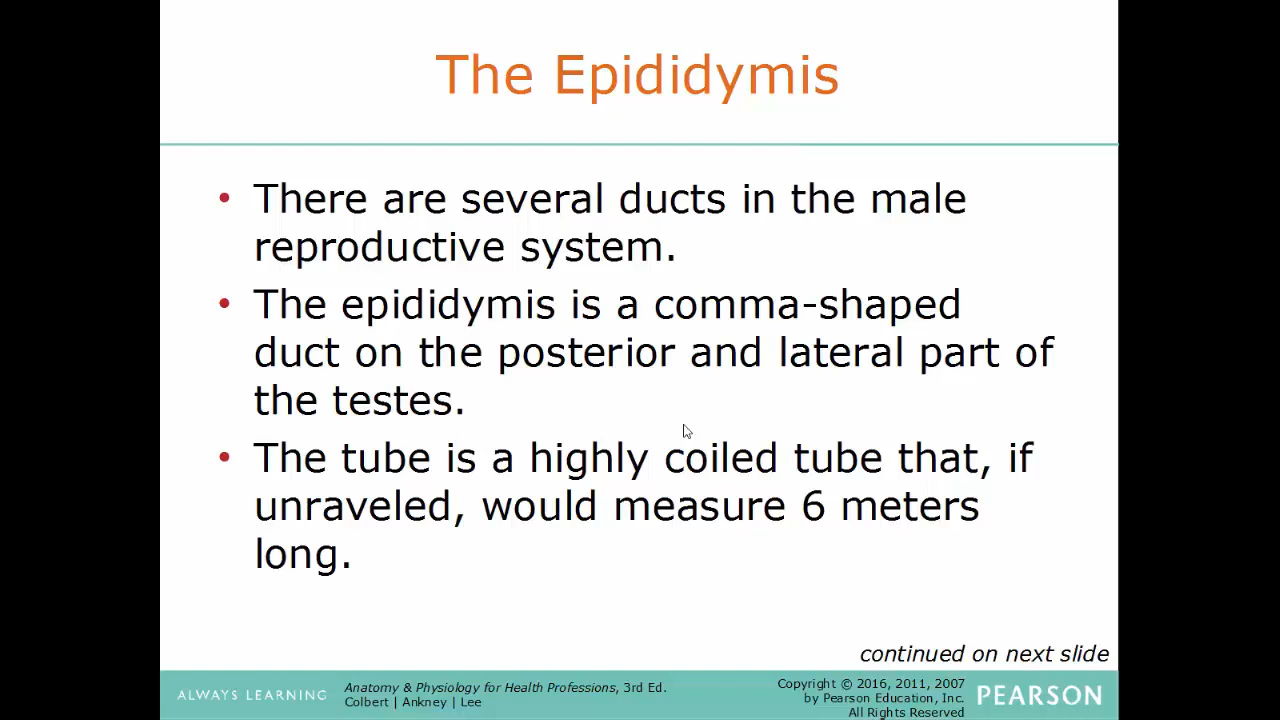 The Epididymis
• There are several ducts in the male
reproductive system.
• The epididymis is a comma-shaped
duct on the posterior and lateral part of
the testes.
• The tube is a highly coiled tube that, if
unraveled, would measure 6 meters
long.
continued on next slide
ALWAYS LEARNING
Anatomy & Physiology for Health Professions, 3rd Ed.
Colbert | Ankney | Lee
Copyright © 2016, 2011, 2007
by Pearson Education, Inc.
All Rights Reserved
PEARSON